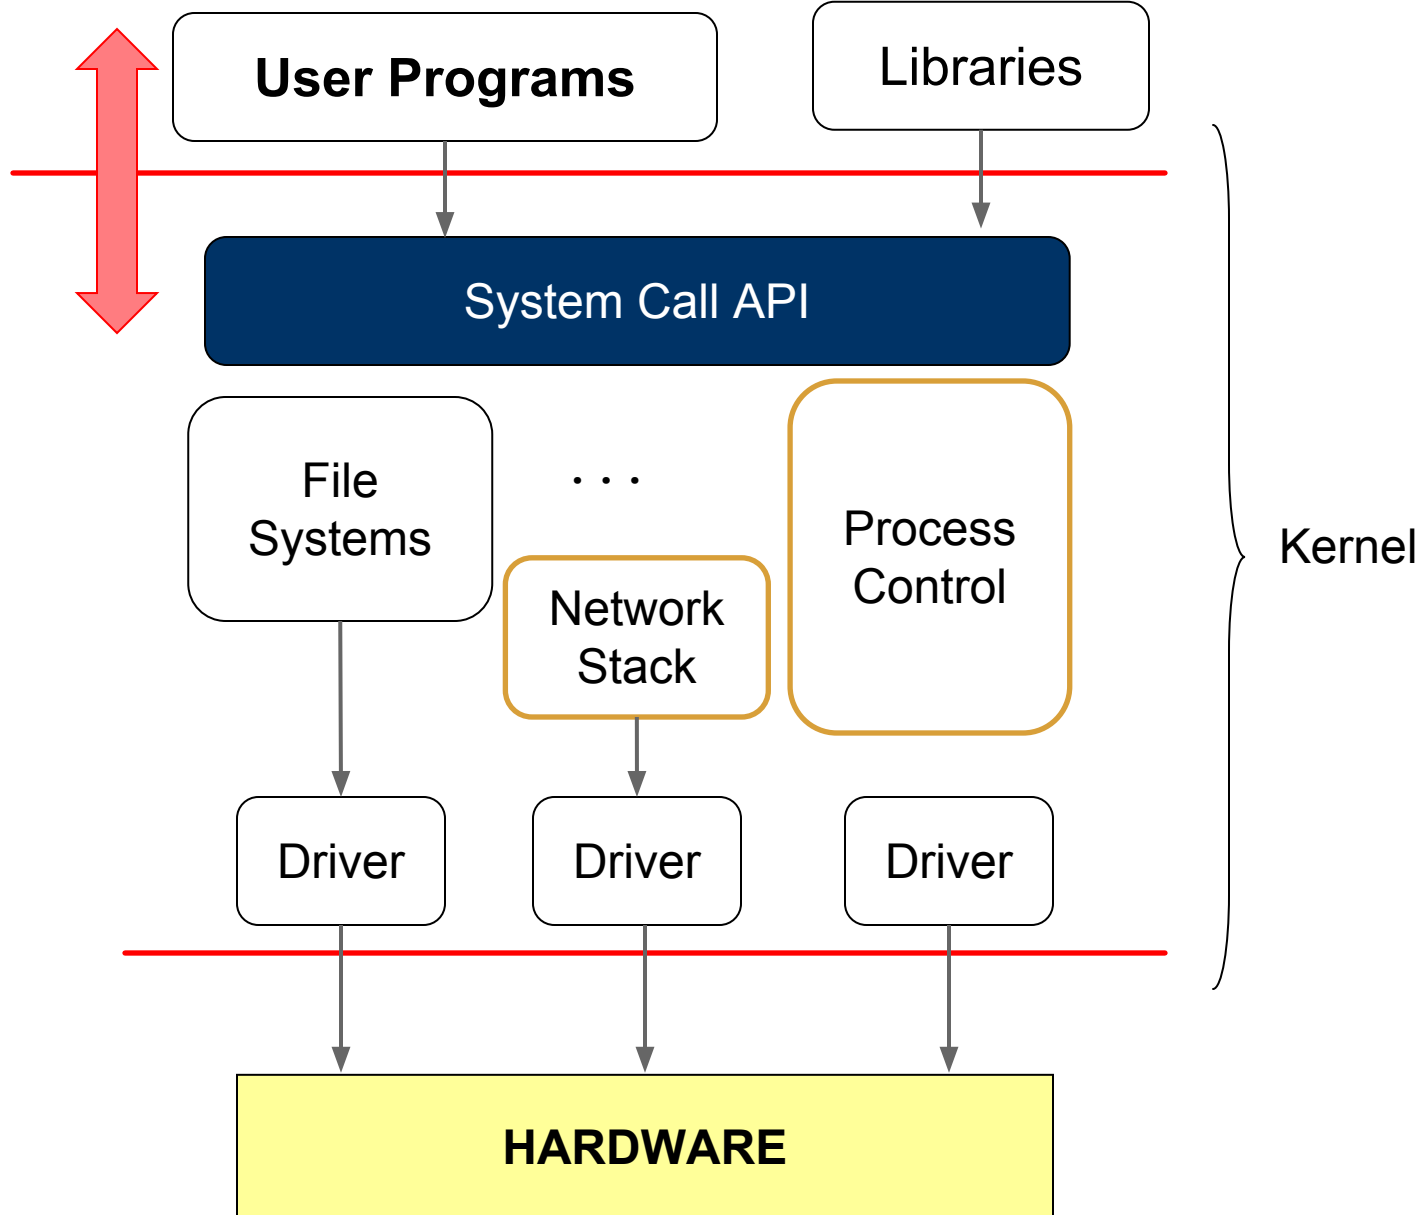 User Programs
Libraries
System Call API
File
Systems
. . .
Network
Stack
Process
Control
Kernel
Driver
Driver
Driver
HARDWARE